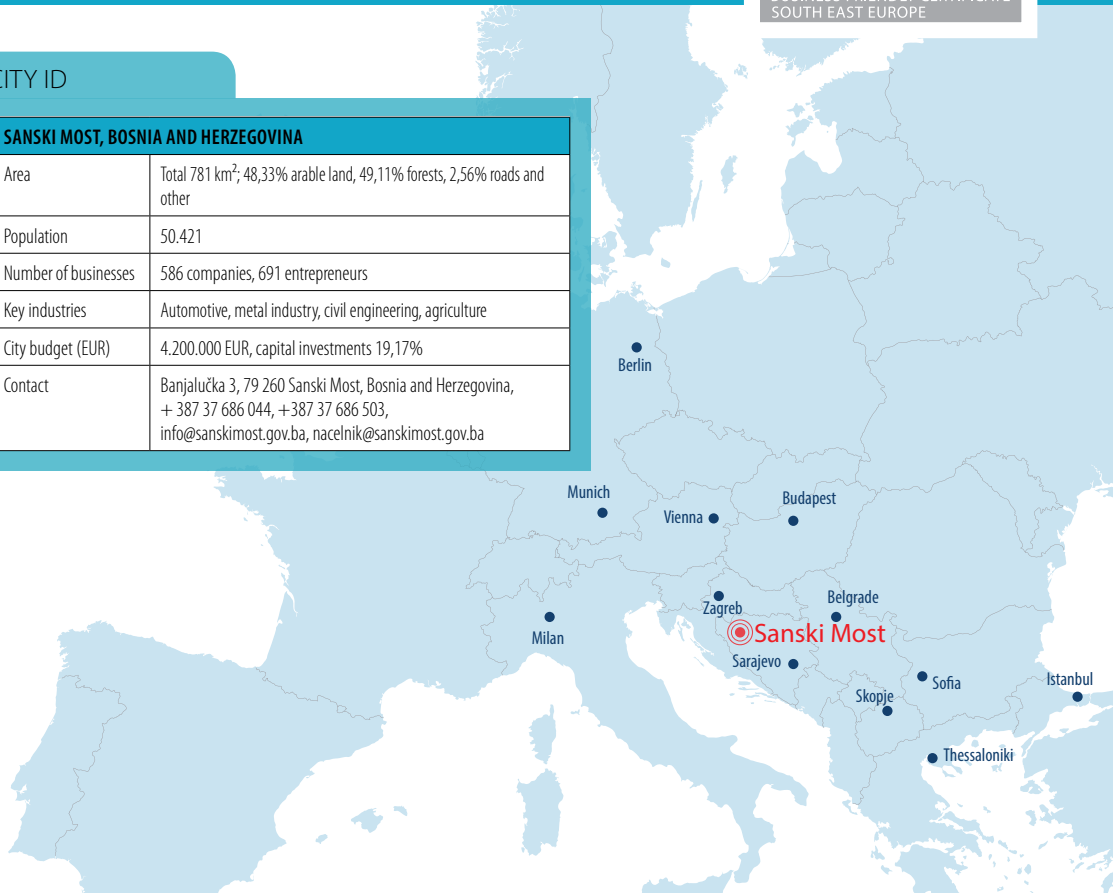 SOUTH EAST EUROPE
CITY ID
SANSKI MOST, BOSNIA AND HERZEGOVINA
Area
Total 781 km²; 48,33% arable land, 49,11% forests, 2,56% roads and
other
Population
50.421
Number of businesses
586 companies, 691 entrepreneurs
Key industries
Automotive, metal industry, civil engineering, agriculture
City budget (EUR)
4.200.000 EUR, capital investments 19,17%
Contact
Banjalučka 3, 79 260 Sanski Most, Bosnia and Herzegovina,
+ 387 37 686 044, +387 37 686 503,
info@sanskimost.gov.ba, nacelnik@sanskimost.gov.ba
Berlin
Munich
Vienna
Budapest
Zagreb
Belgrade
Milan
Sanski Most
Sarajevo
Skopje
Sofia
Istanbul
Thessaloniki